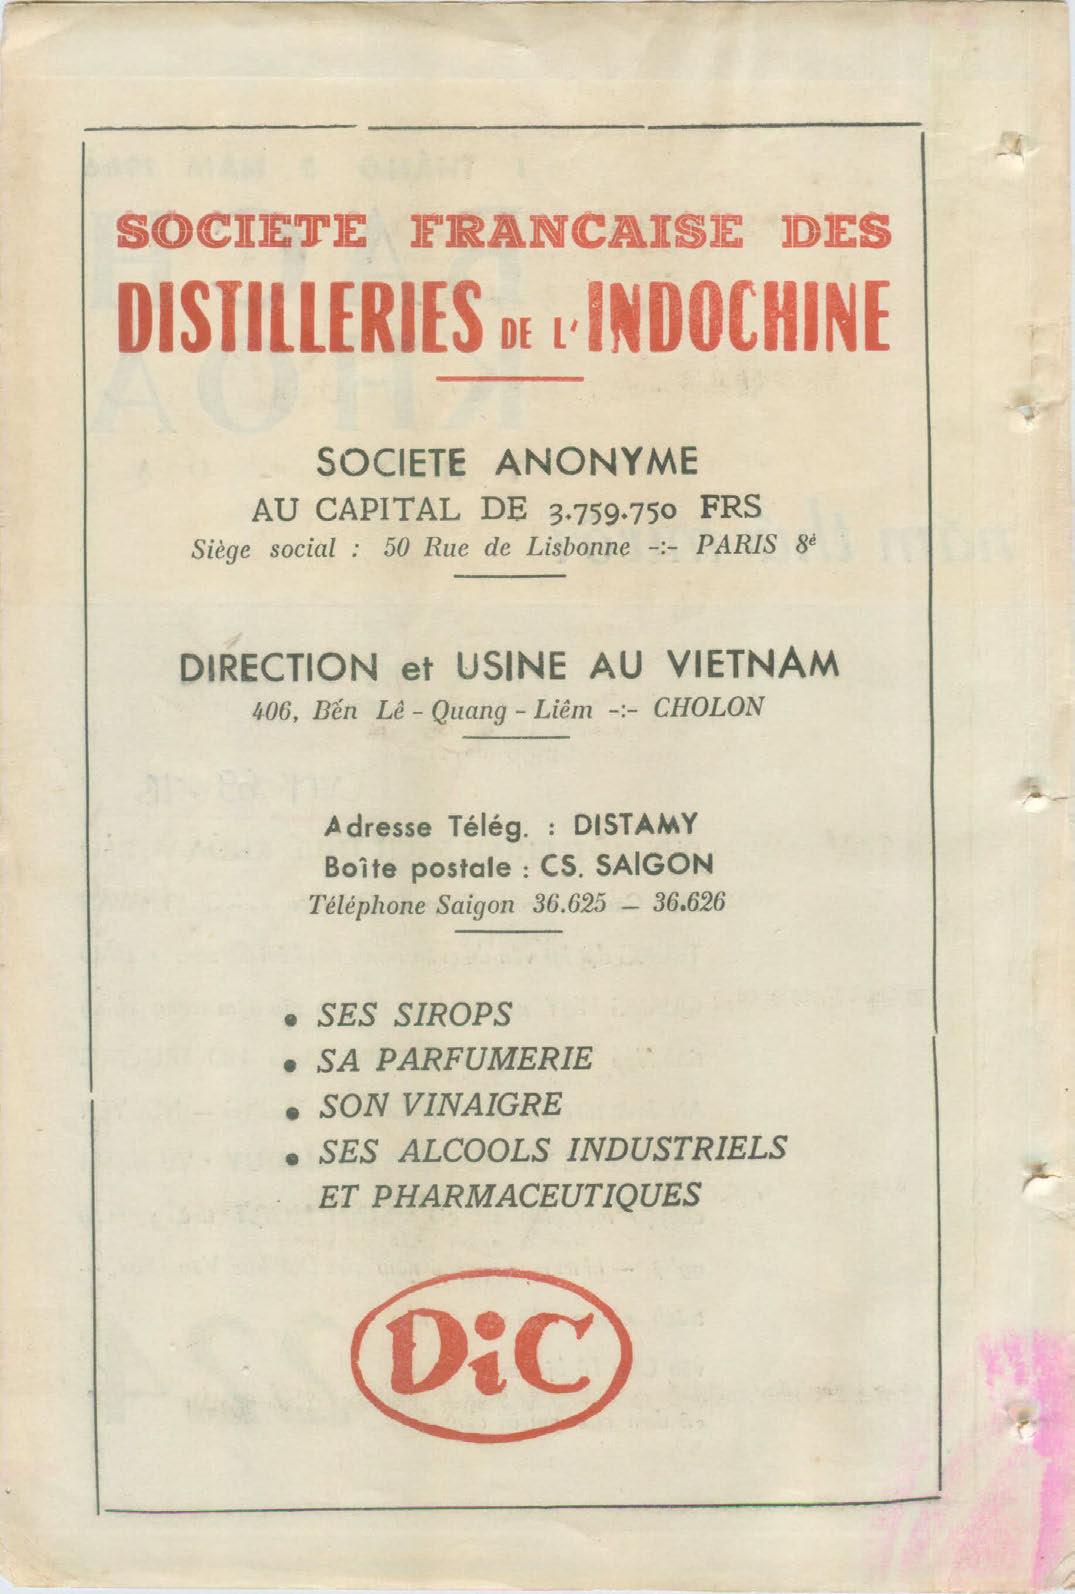 SOCIETE FRANCAISE DES
DISTILLERIES DE L'INDOCHINE
SOCIETE ANONYME
AU CAPITAL DE 3.759.750 FRS
Siège social : 50 Rue de Lisbonne -:- PARIS 8è
DIRECTION et USINE AU VIETNAM
406, Bến Lê - Quang - Liêm -:- CHOLON
Adresse Télég. : DISTAMY
Boîte postale : CS. SAIGON
Téléphone Saigon 36.625 — 36.626
• SES SIROPS
• SA PARFUMERIE
• SON VINAIGRE
• SES ALCOOLS INDUSTRIELS
ET PHARMACEUTIQUES
DiC